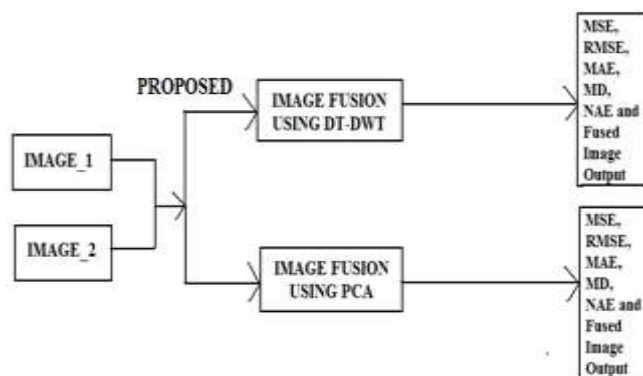 PROPOSED
IMAGE_1
IMAGE_2
IMAGE FUSION
USING DT-DWT
MSE,
RMSE,
MAE,
MD,
NAE and
Fused
Image
Output
IMAGE FUSION
USING PCA
MSE,
RMSE,
MAE,
MD,
NAE and
Fused
Image
Output